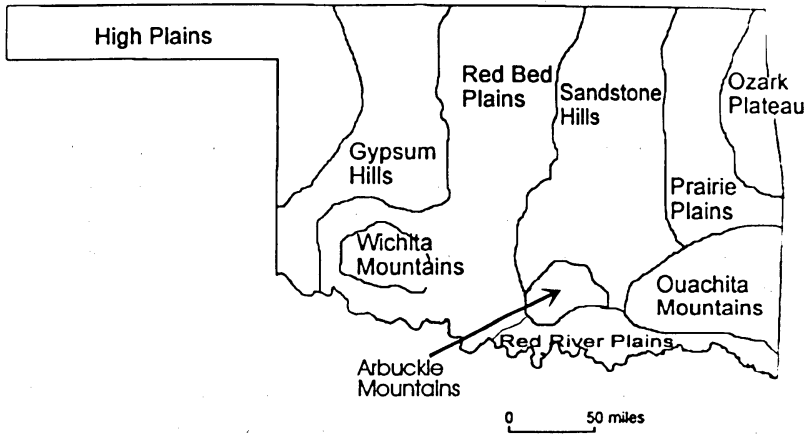 High Plains
Red Bed
Plains
Sandstone
Hills
Ozark
Plateau
Gypsum
Hills
Prairie
Plains
Wichita
Mountains
Ouachita
Mountains
Red River Plains
Arbuckle
Mountains
0 50 miles